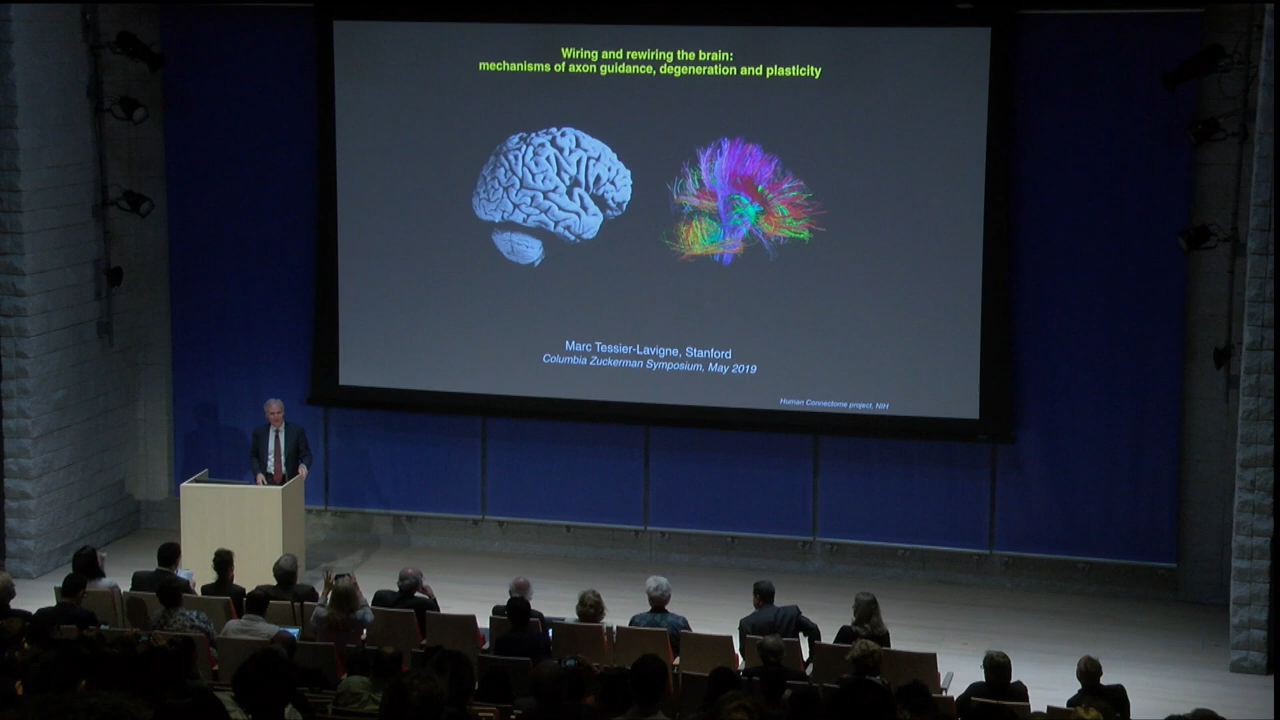 Wiring and rewiring the brain:
mechanisms of axon guidance, degeneration and plasticity
Marc Tessier-Lavigne, Stanford
Columbia Zuckerman Symposium, May 2019
Human Connectome project, NIH